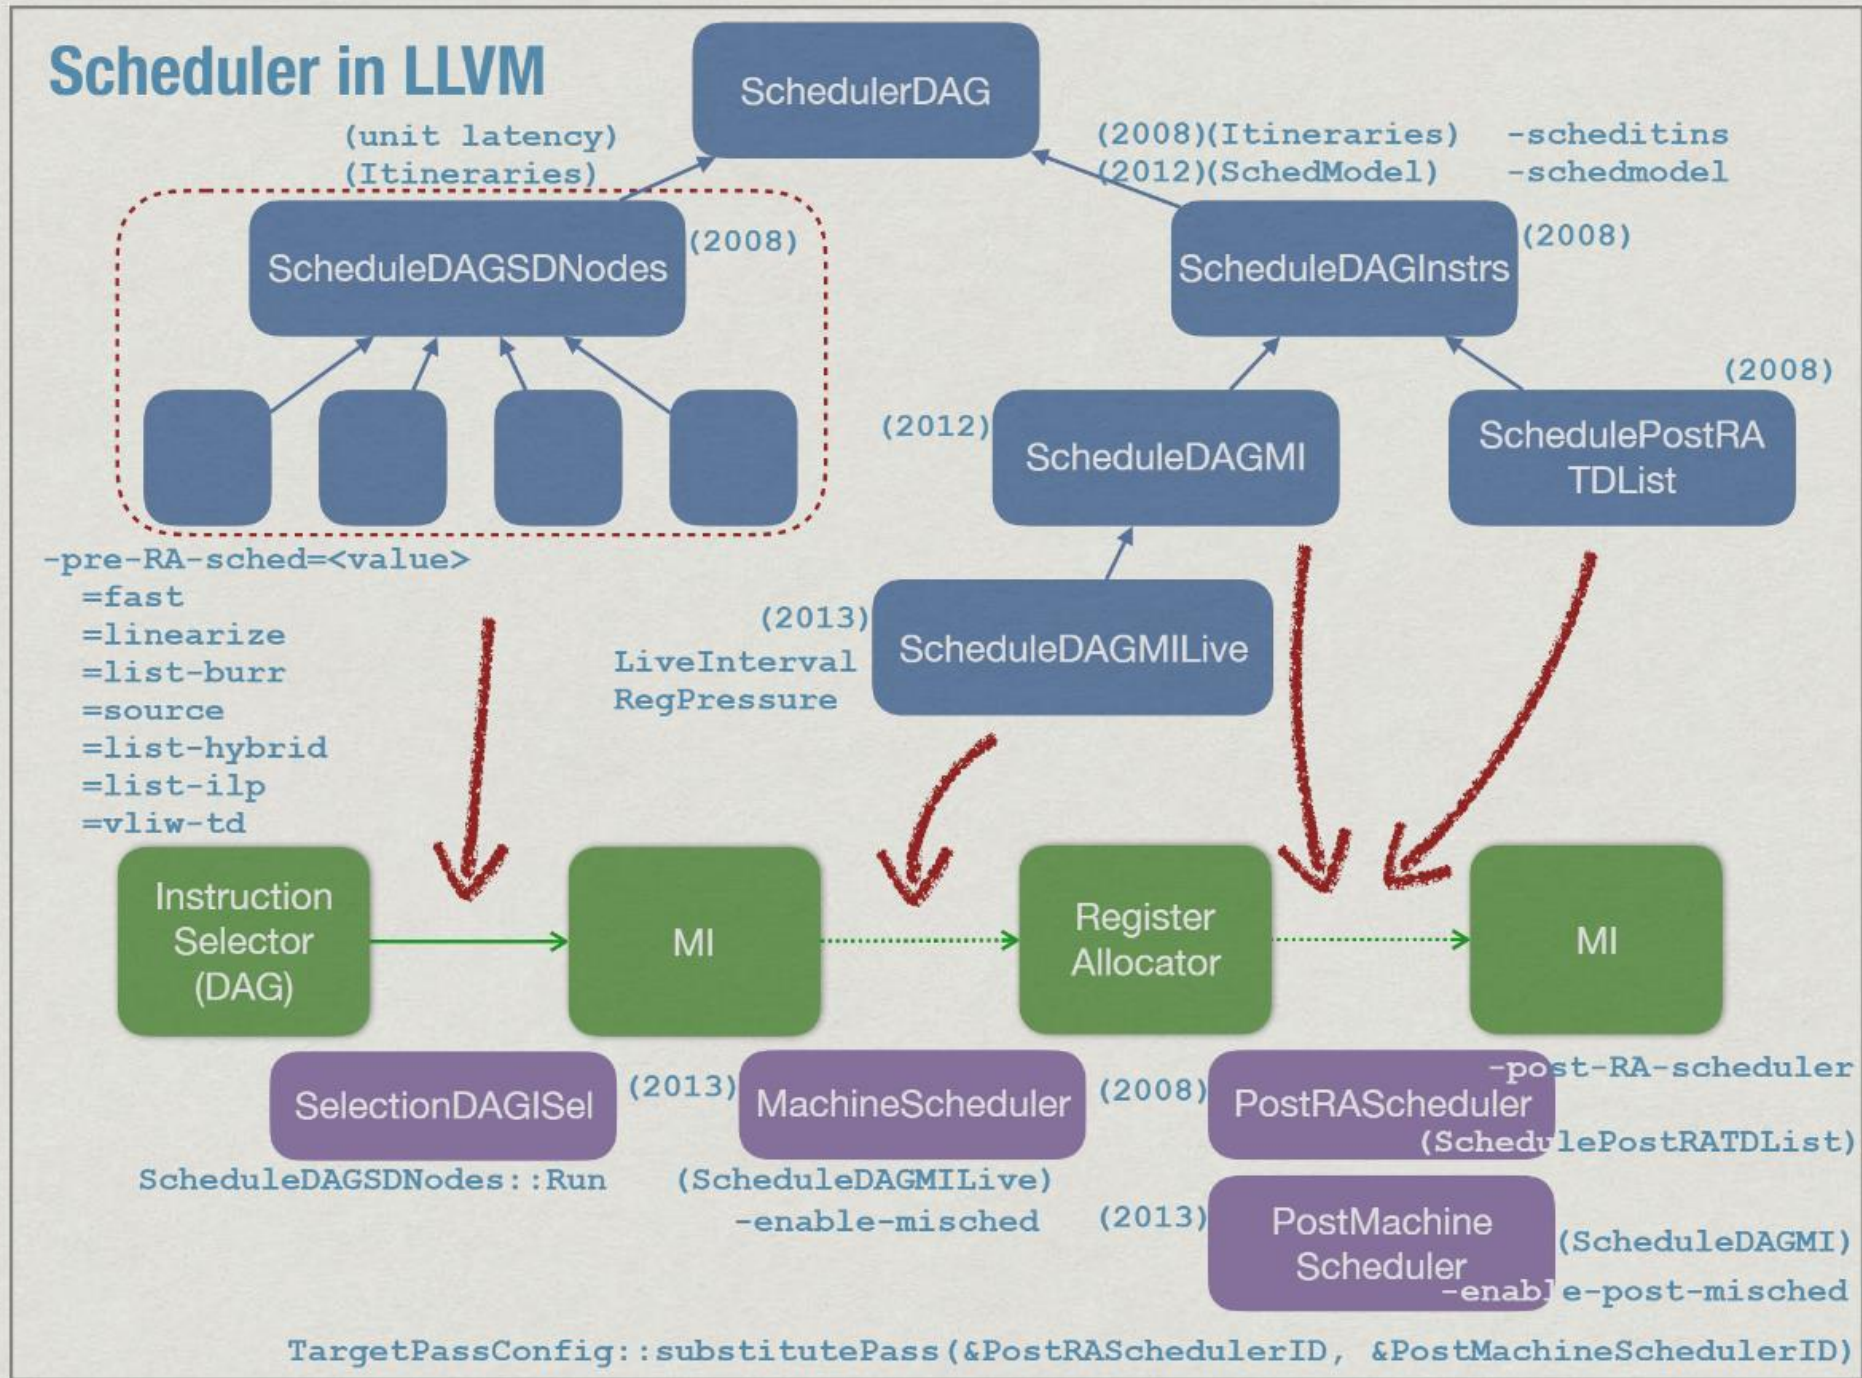 Scheduler in LLVM
SchedulerDAG
(unit latency)
(Itineraries)
(2008)(Itineraries) -scheditins
(2012)(SchedModel) -schedmodel
ScheduleDAGSDNodes
(2008)
ScheduleDAGInstrs
(2008)
(2012)
ScheduleDAGMI
(2008)
SchedulePostRA
TDList
-pre-RA-sched=<value>
=fast
=linearize
=list-burr
=source
=list-hybrid
=list-ilp
=vliw-td
(2013)
LiveInterval
RegPressure
ScheduleDAGMILive
Instruction
Selector
(DAG)
MI
Register
Allocator
MI
SelectionDAGISel
ScheduleDAGSDNodes::Run
(2013)
MachineScheduler
(ScheduleDAGMILive)
-enable-misched
(2008)
PostRAScheduler
-post-RA-scheduler
(SchedulePostRATDList)
(2013)
PostMachine
Scheduler
(ScheduleDAGMI)
-enable-post-misched
TargetPassConfig::substitutePass(&PostRASchedulerID, &PostMachineSchedulerID)